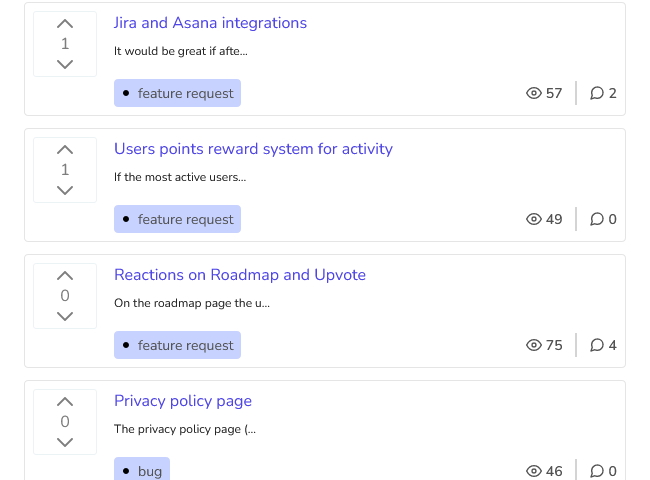 1
Jira and Asana integrations
It would be great if afte...
feature request
57
2
1
Users points reward system for activity
If the most active users...
feature request
49
0
0
Reactions on Roadmap and Upvote
On the roadmap page the u...
feature request
75
4
0
Privacy policy page
The privacy policy page (...
bug
46
0